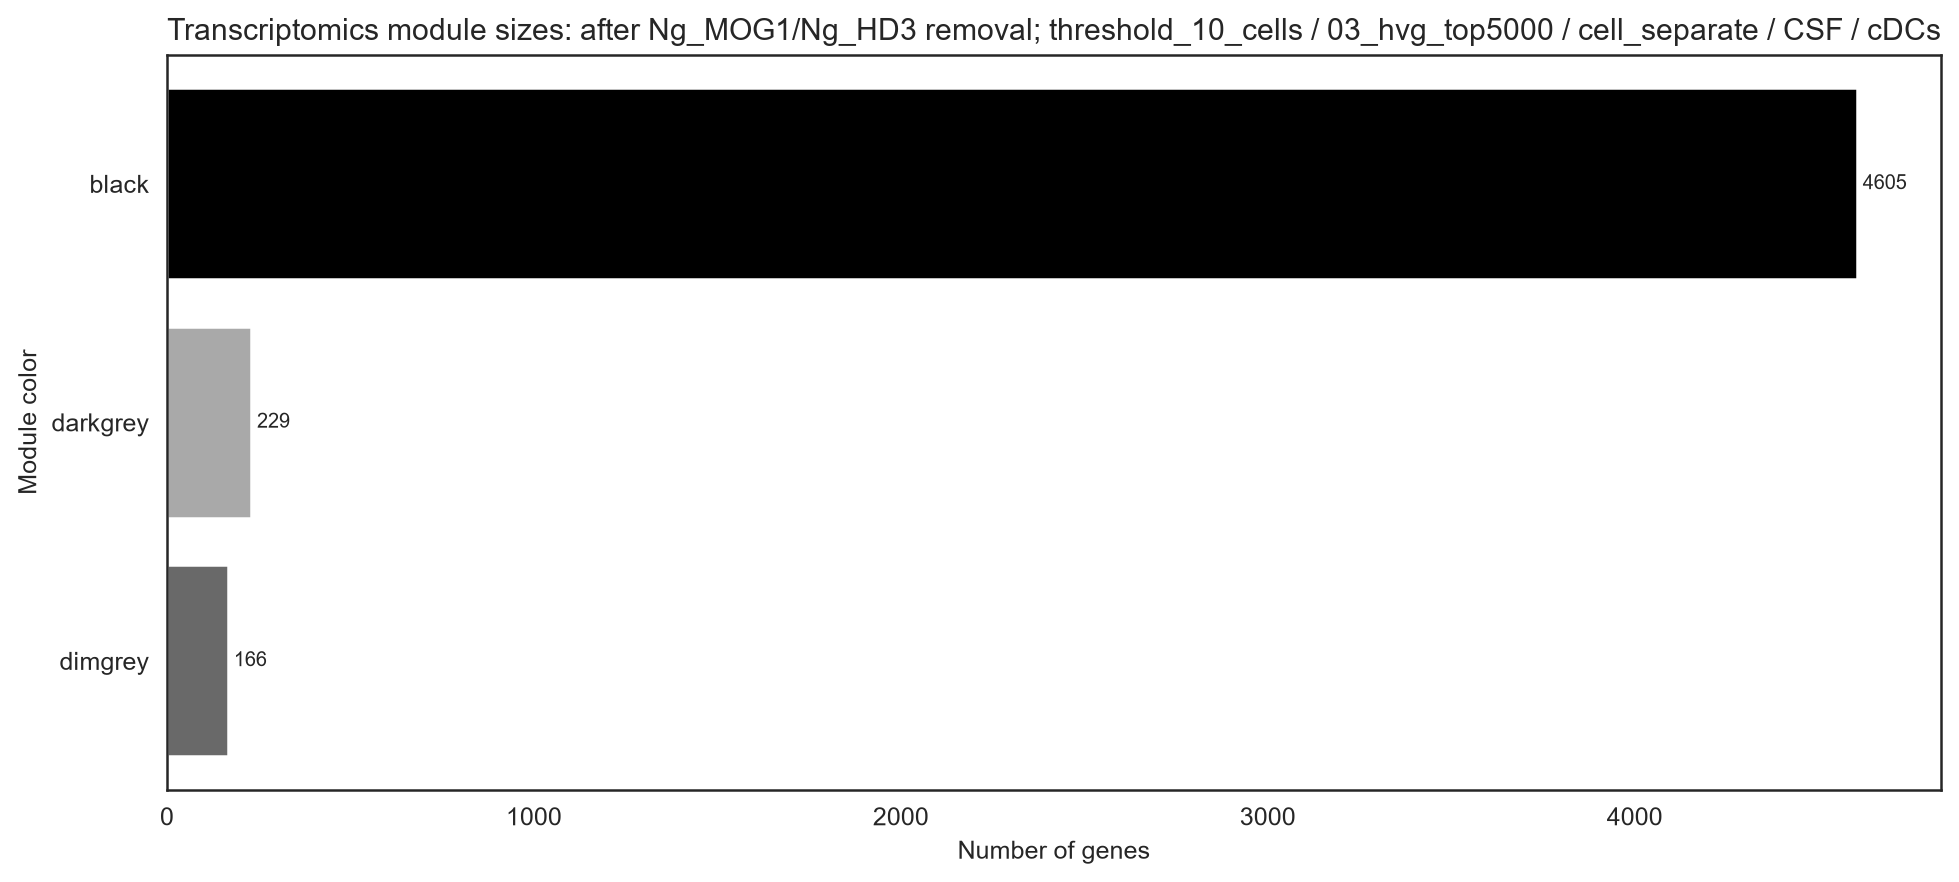 Transcriptomics module sizes: after Ng_MOG1/Ng_HD3 removal; threshold_10_cells / 03_hvg_top5000 / cell_separate / CSF / cDCs
black
4605
Module color
darkgrey
229
dimgrey
166
0 1000 2000 3000 4000
Number of genes